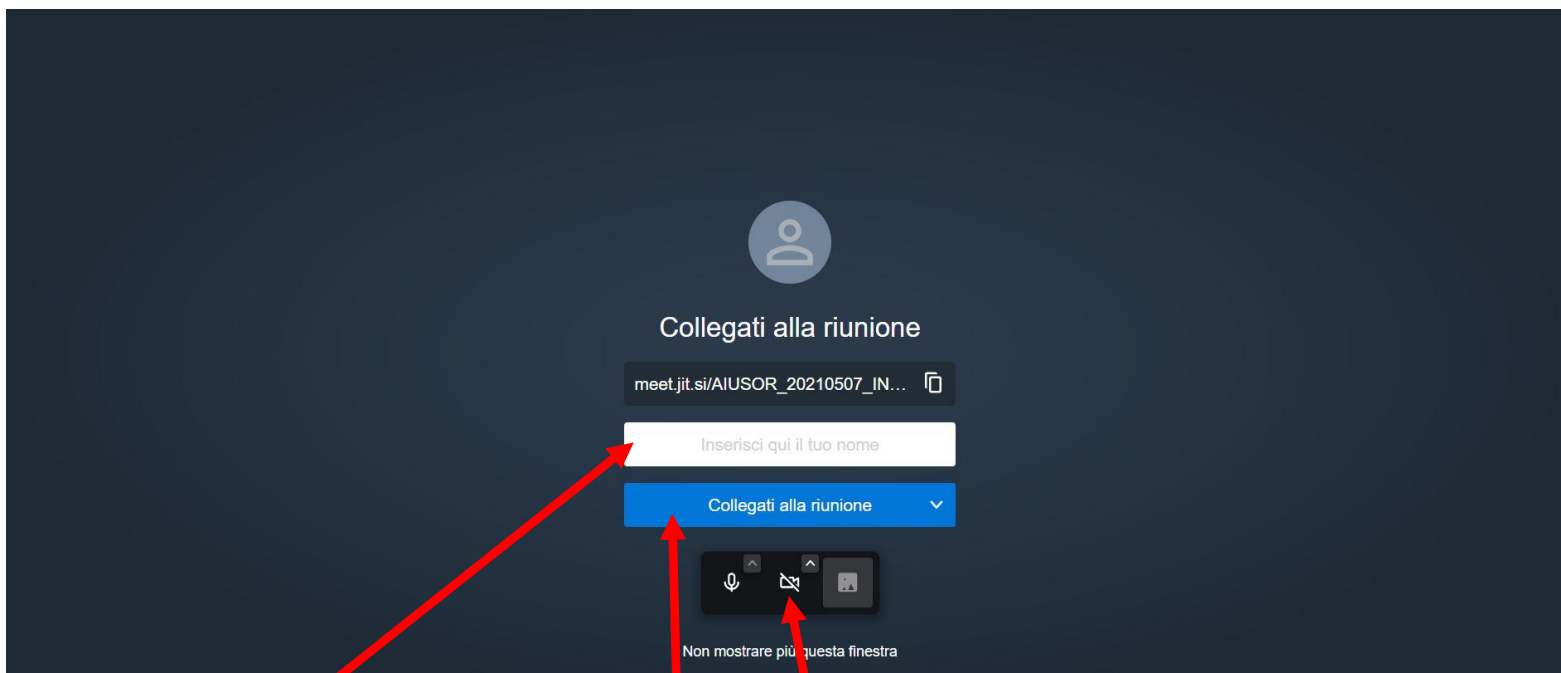 Collegati alla riunione
meet.jit.si/AIUSOR_20210507_IN...
Inserisci qui il tuo nome
Collegati alla riunione
Non mostrare più questa finestra